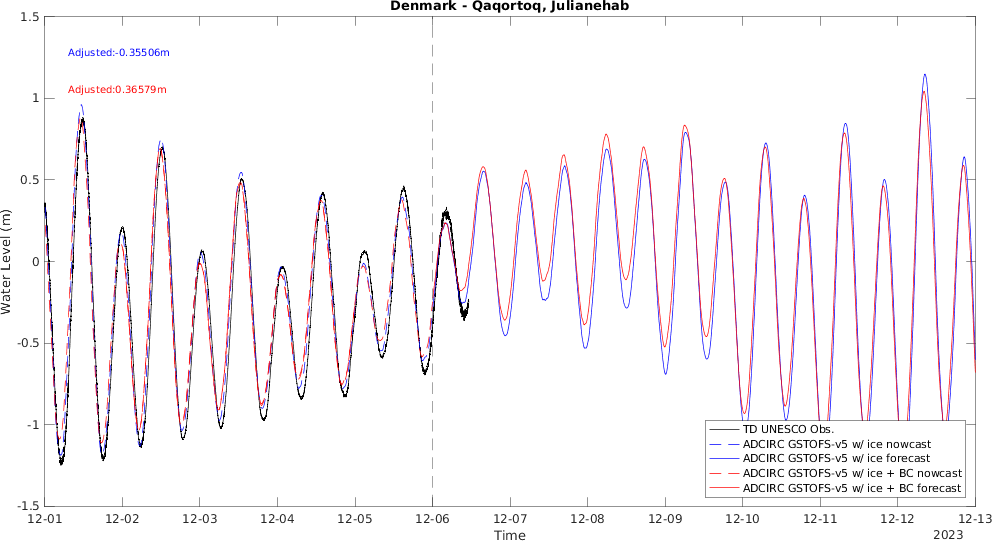 Denmark - Qaqortoq, Julianehab
Adjusted:-0.35506m
Adjusted:0.36579m
Water Level (m)
1.5
1
0.5
0
-0.5
-1
-1.5
TD UNESCO Obs.
ADCIRC GSTOFS-v5 w/ ice nowcast
ADCIRC GSTOFS-v5 w/ ice forecast
ADCIRC GSTOFS-v5 w/ ice + BC nowcast
ADCIRC GSTOFS-v5 w/ ice + BC forecast
12-01 12-02 12-03 12-04 12-05 12-06 12-07 12-08 12-09 12-10 12-11 12-12 12-13
Time
2023